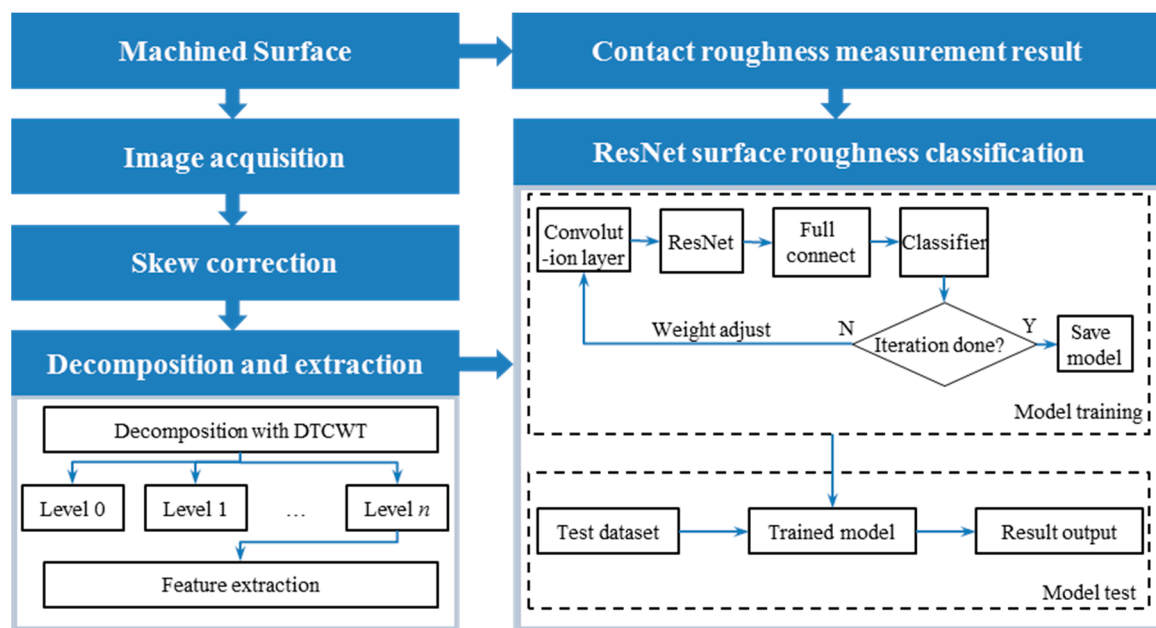 Machined Surface
Contact roughness measurement result
Image acquisition
ResNet surface roughness classification
Skew correction
Decomposition and extraction
Decomposition with DTCWT
Level 0
Level 1
...
Level n
Feature extraction
Convolut
-ion layer
ResNet
Full
connect
Classifier
Weight adjust
N
Iteration done?
Y
Save
model
Model training
Test dataset
Trained model
Result output
Model test